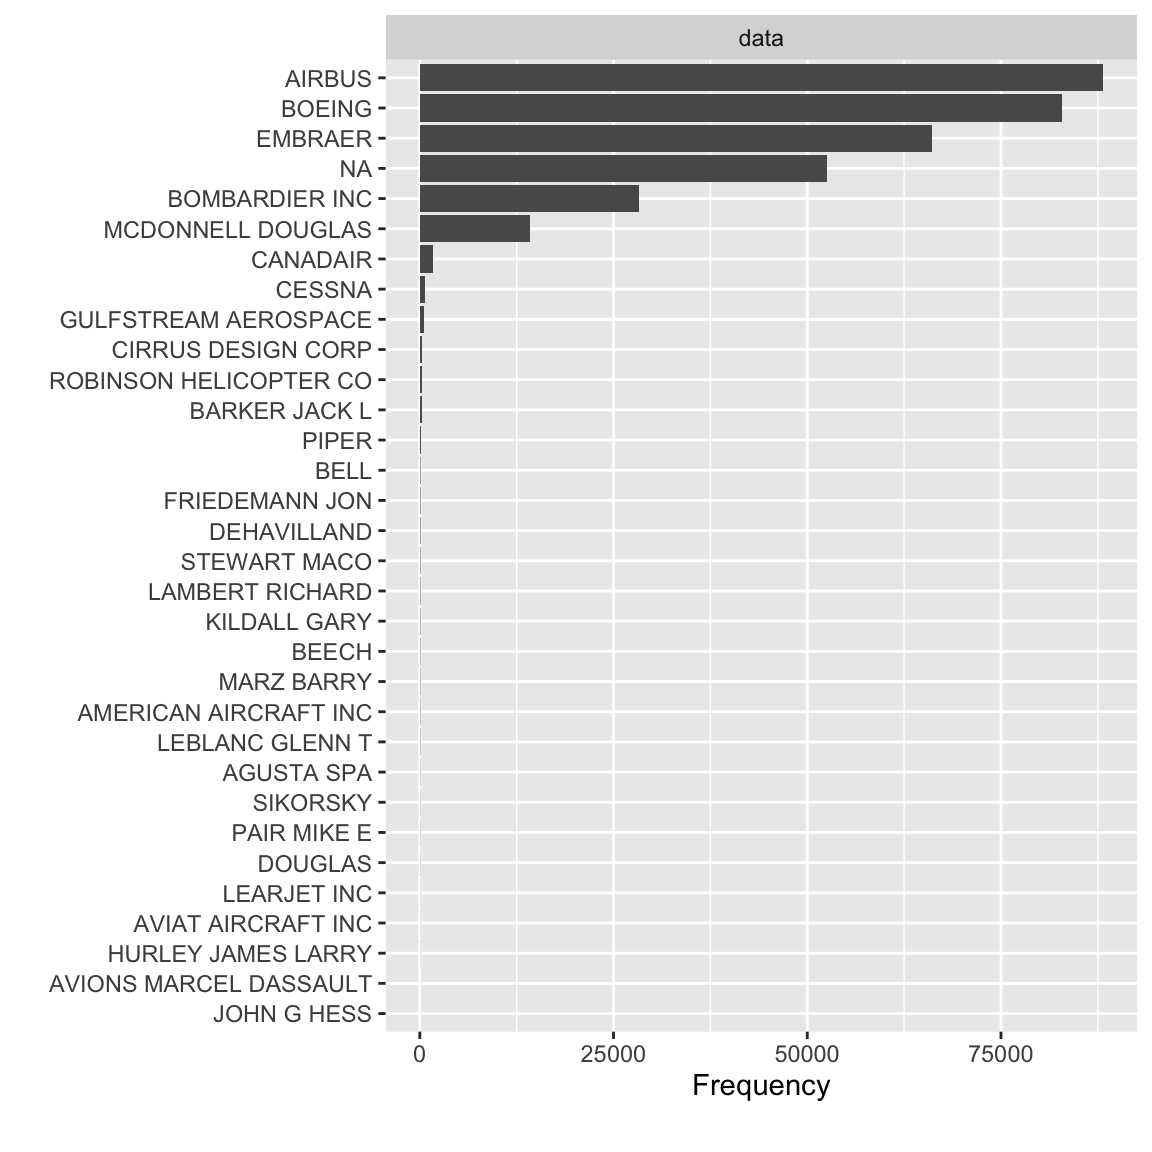 data
AIRBUS
BOEING
EMBRAER
NA
BOMBARDIER INC
MCDONNELL DOUGLAS
CANADAIR
CESSNA
GULFSTREAM AEROSPACE
CIRRUS DESIGN CORP
ROBINSON HELICOPTER CO
BARKER JACK L
PIPER
BELL
FRIEDEMANN JON
DEHAVILLAND
STEWART MACO
LAMBERT RICHARD
KILDALL GARY
BEECH
MARZ BARRY
AMERICAN AIRCRAFT INC
LEBLANC GLENN T
AGUSTA SPA
SIKORSKY
PAIR MIKE E
DOUGLAS
LEARJET INC
AVIAT AIRCRAFT INC
HURLEY JAMES LARRY
AVIONS MARCEL DASSAULT
JOHN G HESS
0 25000 50000 75000
Frequency